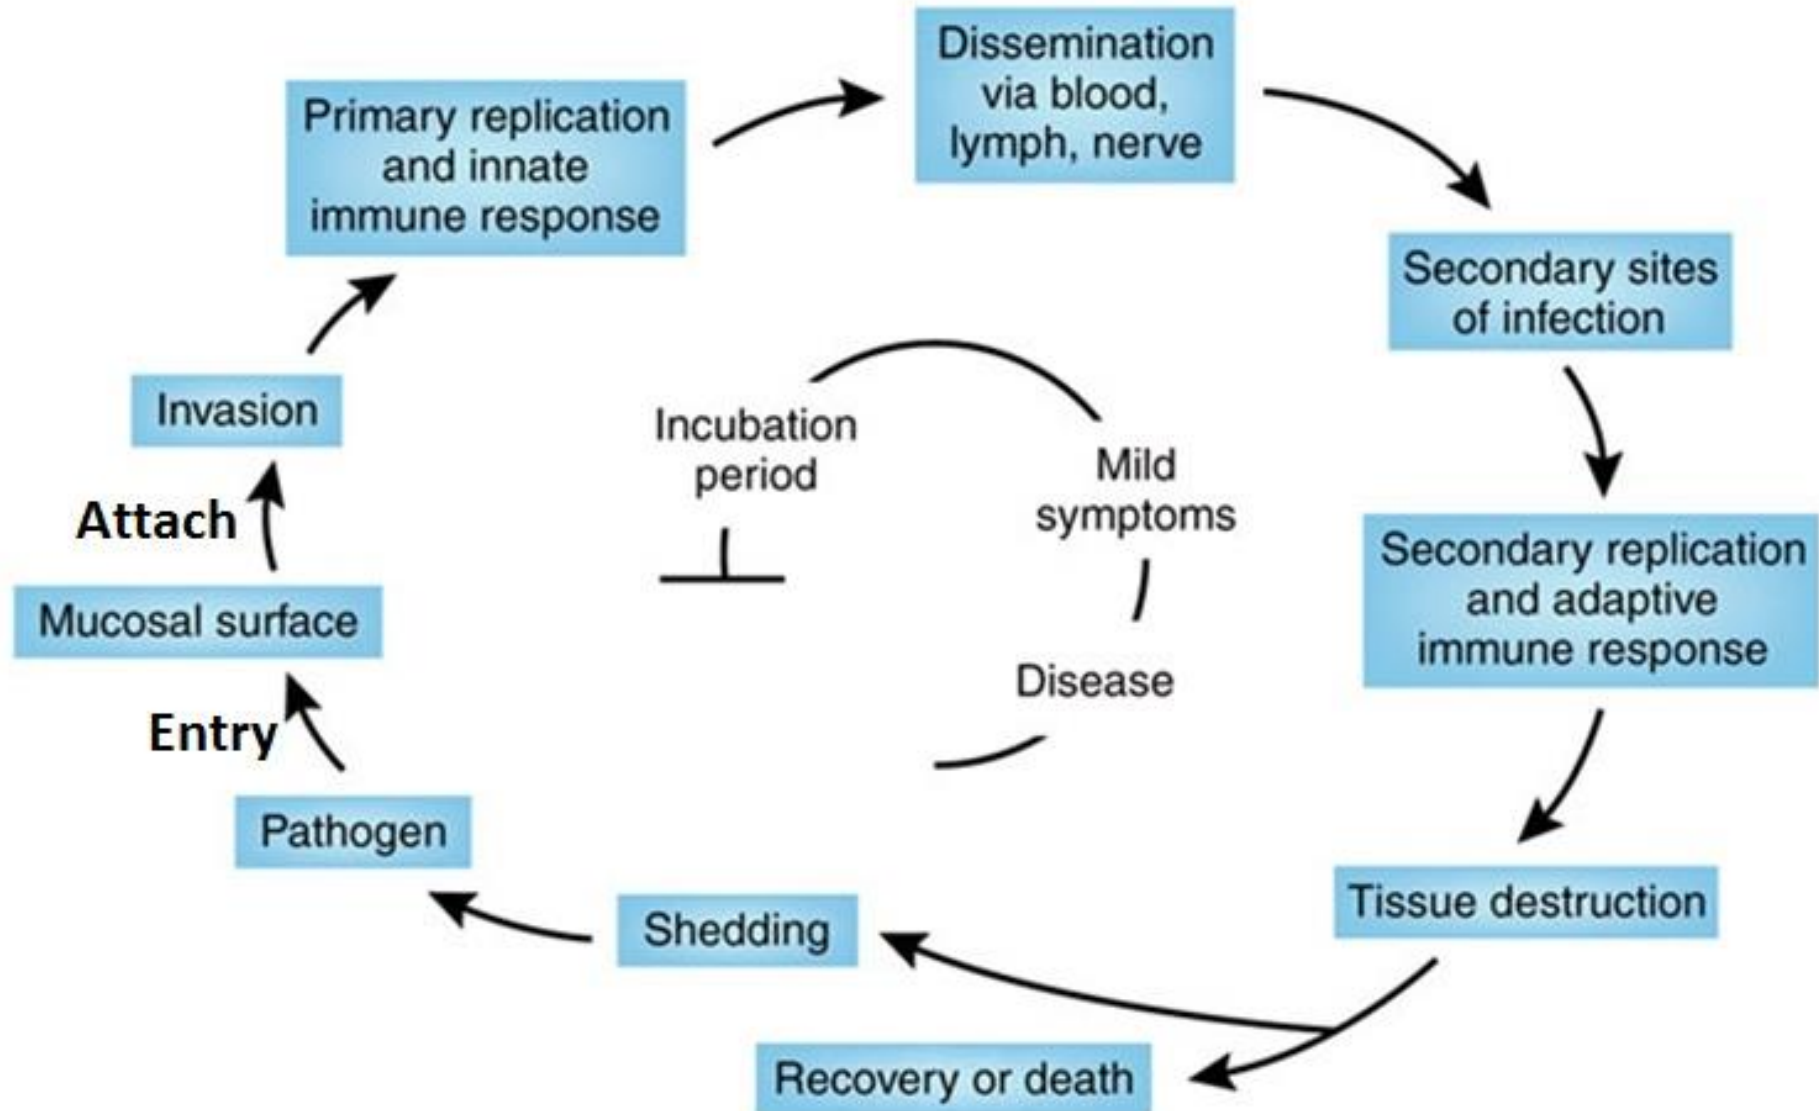 Dissemination
via blood,
lymph, nerve
Primary replication
and innate
immune response
Secondary sites
of infection
Invasion
Incubation
period
Mild
symptoms
Attach
Secondary replication
and adaptive
immune response
Mucosal surface
Disease
Entry
Pathogen
Tissue destruction
Shedding
Recovery or death